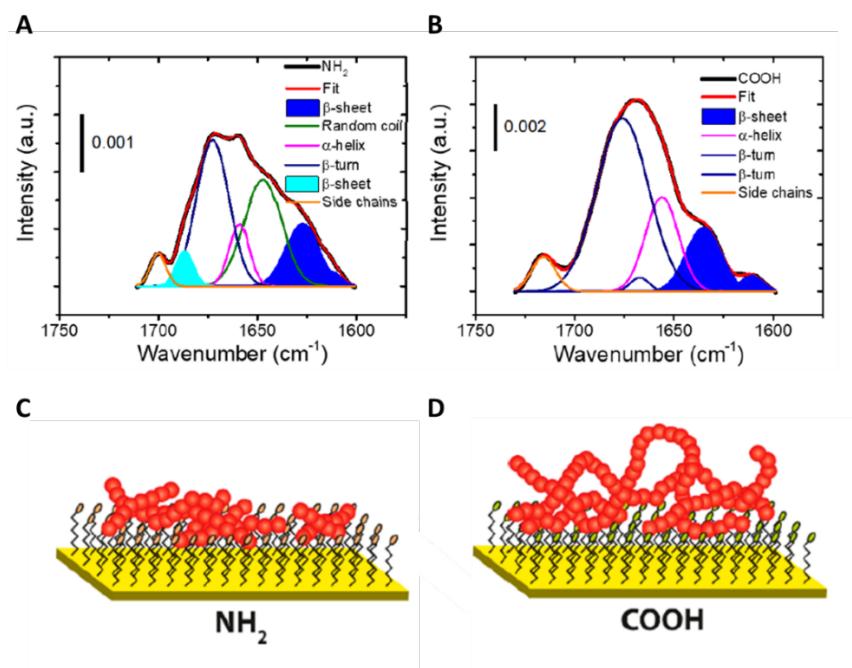 A
NH2
Fit
β-sheet
Random coil
α-helix
β-turn
β-sheet
Side chains
0.001
Intensity (a.u.)
1750 1700 1650 1600
Wavenumber (cm-1)
B
COOH
Fit
β-sheet
α-helix
β-turn
β-turn
Side chains
0.002
Intensity (a.u.)
1750 1700 1650 1600
Wavenumber (cm-1)
C
NH2
D
COOH